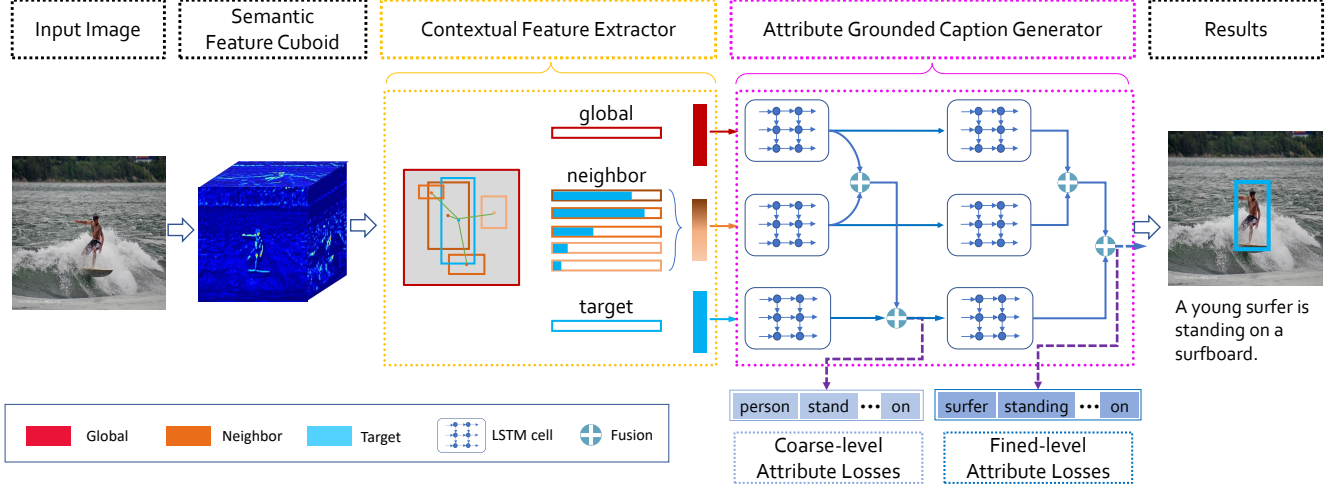 Input Image
Semantic
Feature Cuboid
Contextual Feature Extractor
Attribute Grounded Caption Generator
Results
global
neighbor
target
A young surfer is
standing on a
surfboard.
person stand ••• on
surfer standing ••• on
Coarse-level
Attribute Losses
Fined-level
Attribute Losses
Global
Neighbor
Target
LSTM cell
Fusion